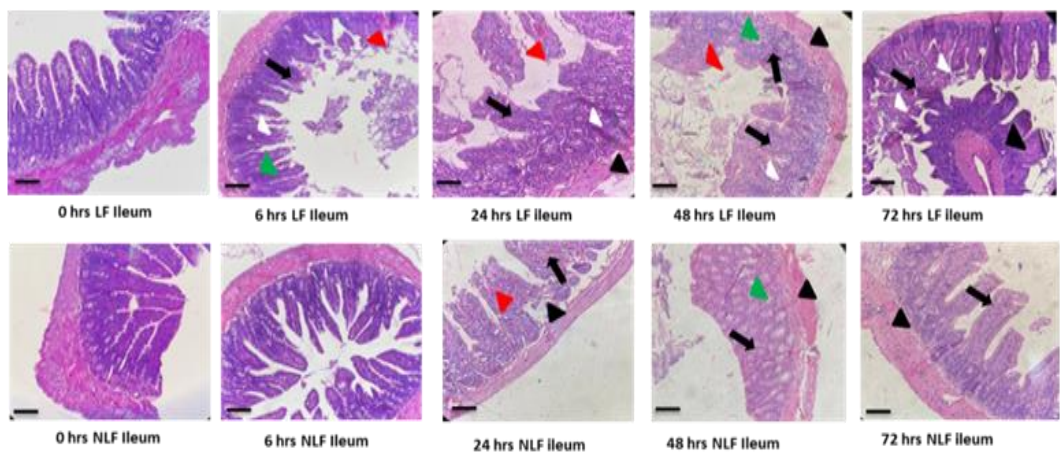 0 hrs LF Ileum
6 hrs LF Ileum
24 hrs LF ileum
48 hrs LF Ileum
72 hrs LF ileum
0 hrs NLF Ileum
6 hrs NLF Ileum
24 hrs NLF ileum
48 hrs NLF Ileum
72 hrs NLF ileum